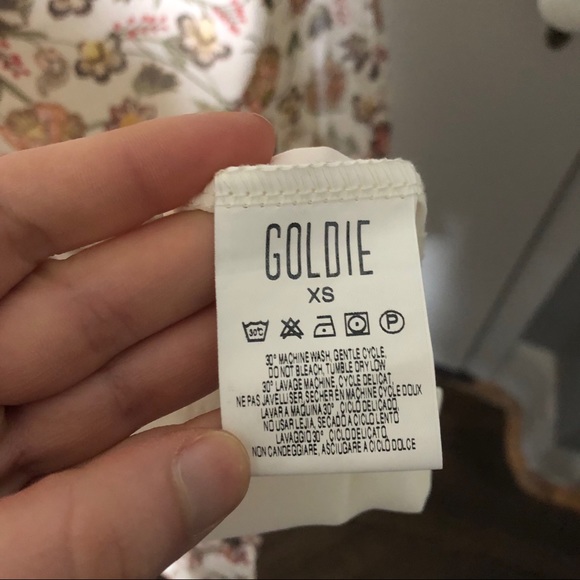 GOLDIE
XS
30°C P
30° MACHINE WASH, GENTLE CYCLE,
DO NOT BLEACH, TUMBLE DRY LOW
30° LAVAGE MACHINE, CYCLE DELICAT,
NE PAS JAVELLISER SECHER EN MACHINE CYCLE DOUX
LAVAR A MAQUINA 30° CICLO DELICADO
NO USAR LEJIA, SECADO A CICLO LENTO
LAVAGGIO 30° CICLO DELICATO,
NON CANDEGGIARE, ASCIUGARE A CICLO DOLCE